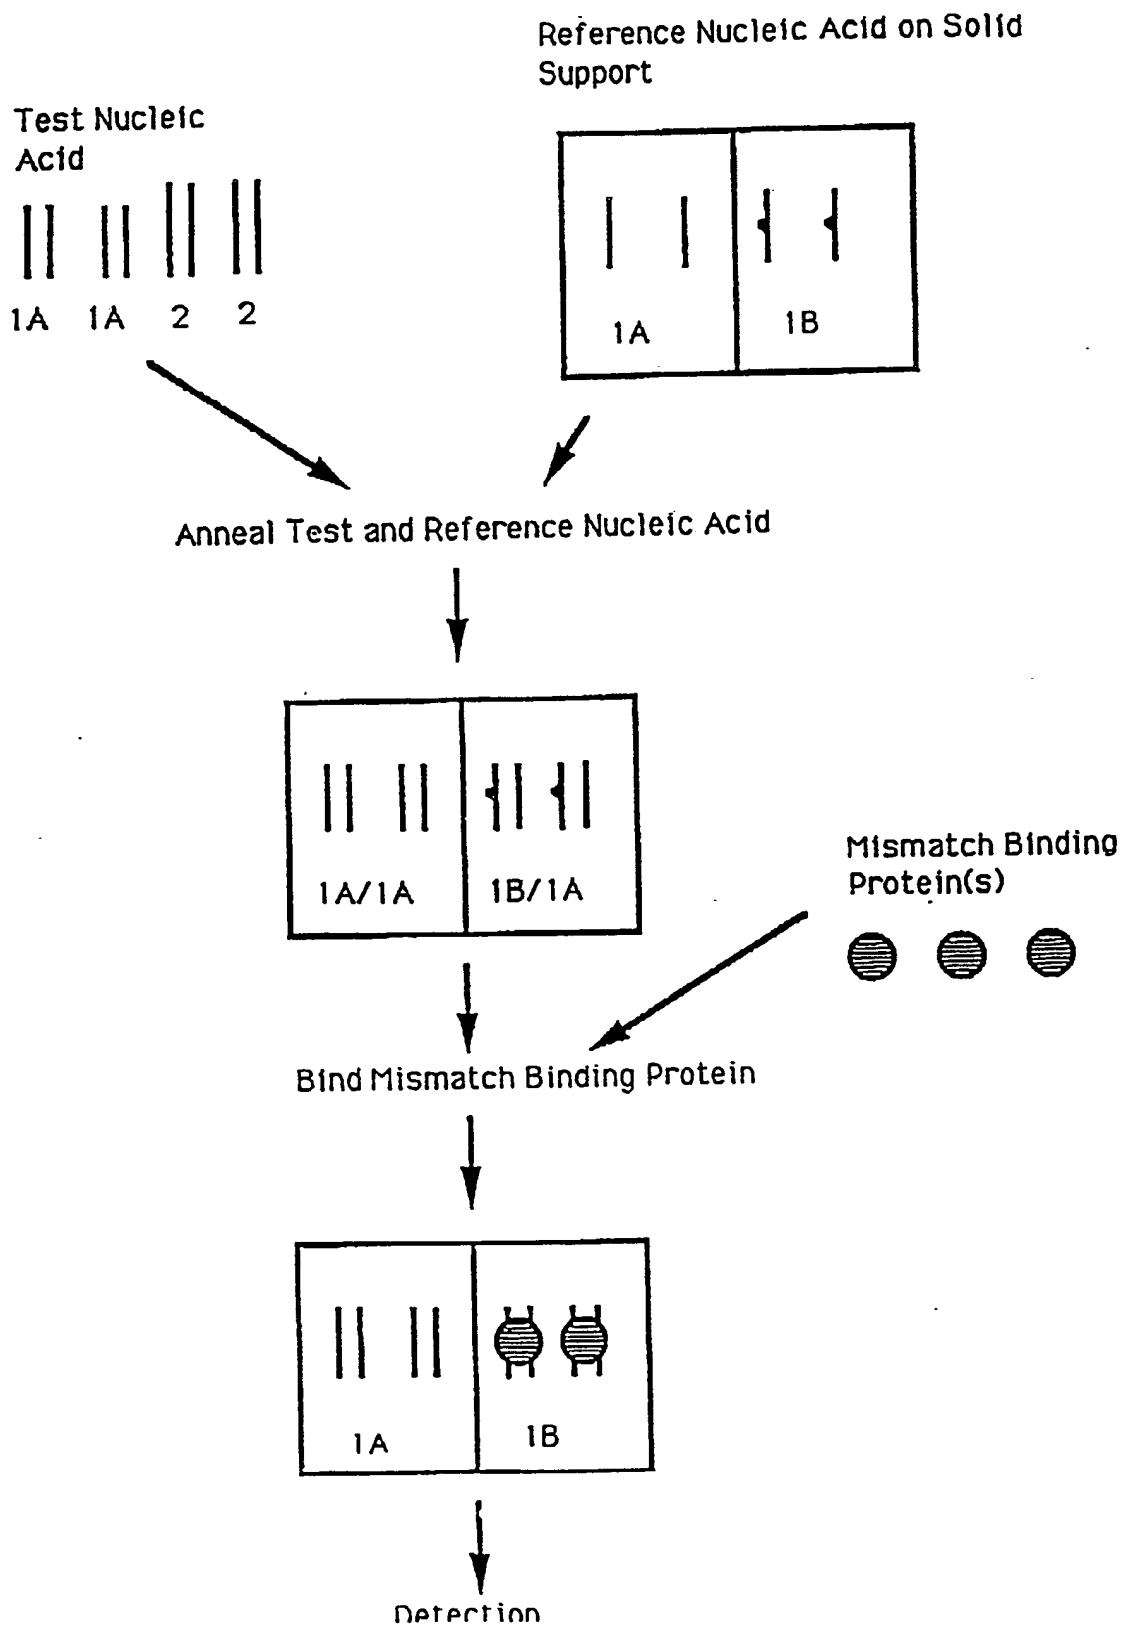 Reference Nucleic Acid on Solid
Support
Test Nucleic
Acid
1A 1A 2 2
1A 1B
Anneal Test and Reference Nucleic Acid
1A/1A 1B/1A
Mismatch Binding
Protein(s)
Bind Mismatch Binding Protein
1A 1B
Detection